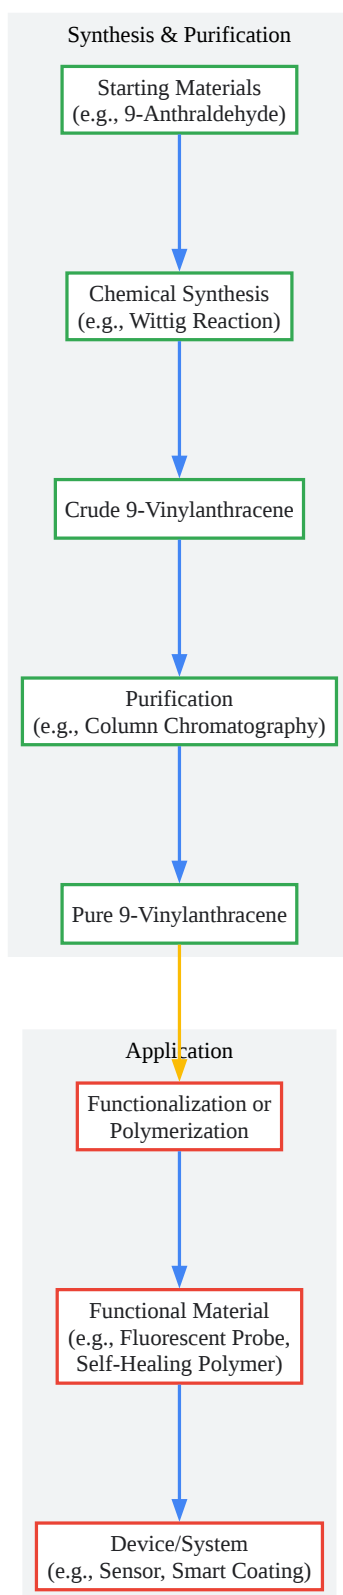 Synthesis & Purification
Starting Materials
(e.g., 9-Anthraldehyde)
Chemical Synthesis
(e.g., Wittig Reaction)
Crude 9-Vinylanthracene
Purification
(e.g., Column Chromatography)
Pure 9-Vinylanthracene
Application
Functionalization or
Polymerization
Functional Material
(e.g., Fluorescent Probe,
Self-Healing Polymer)
Device/System
(e.g., Sensor, Smart Coating)